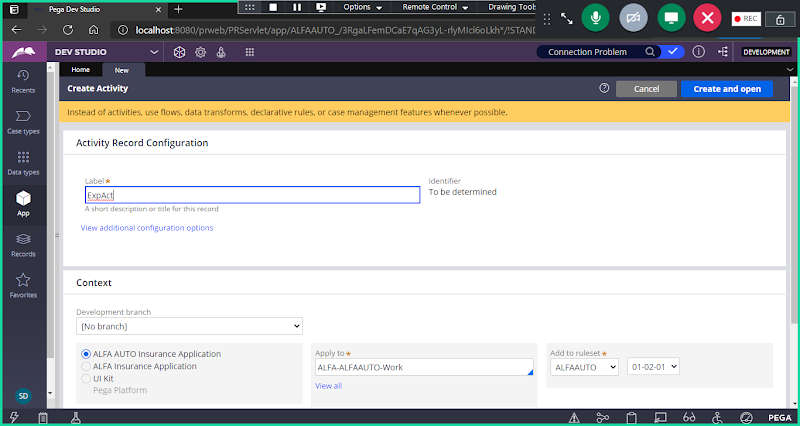 Pega Dev Studio
Options
Remote Control
Drawing Tools
REC
localhost:8080/prweb/PRServlet/app/ALFAAUTO_/3RgaLFemDCaE7qAG3yL-rlyMIci6oLkh*/!STAND
DEV STUDIO
Connection Problem
DEVELOPMENT
Recents
Case types
Data types
App
Records
Favorites
SD
Home
New
Create Activity
Cancel
Create and open
Instead of activities, use flows, data transforms, declarative rules, or case management features whenever possible.
Activity Record Configuration
Label*
Identifier
ExpAct
To be determined
A short description or title for this record
View additional configuration options
Context
Development branch
[No branch]
ALFA AUTO Insurance Application
ALFA Insurance Application
UI Kit
Pega Platform
Apply to*
ALFA-ALFAAUTO-Work
View all
Add to ruleset*
ALFAAUTO
01-02-01
PEGA